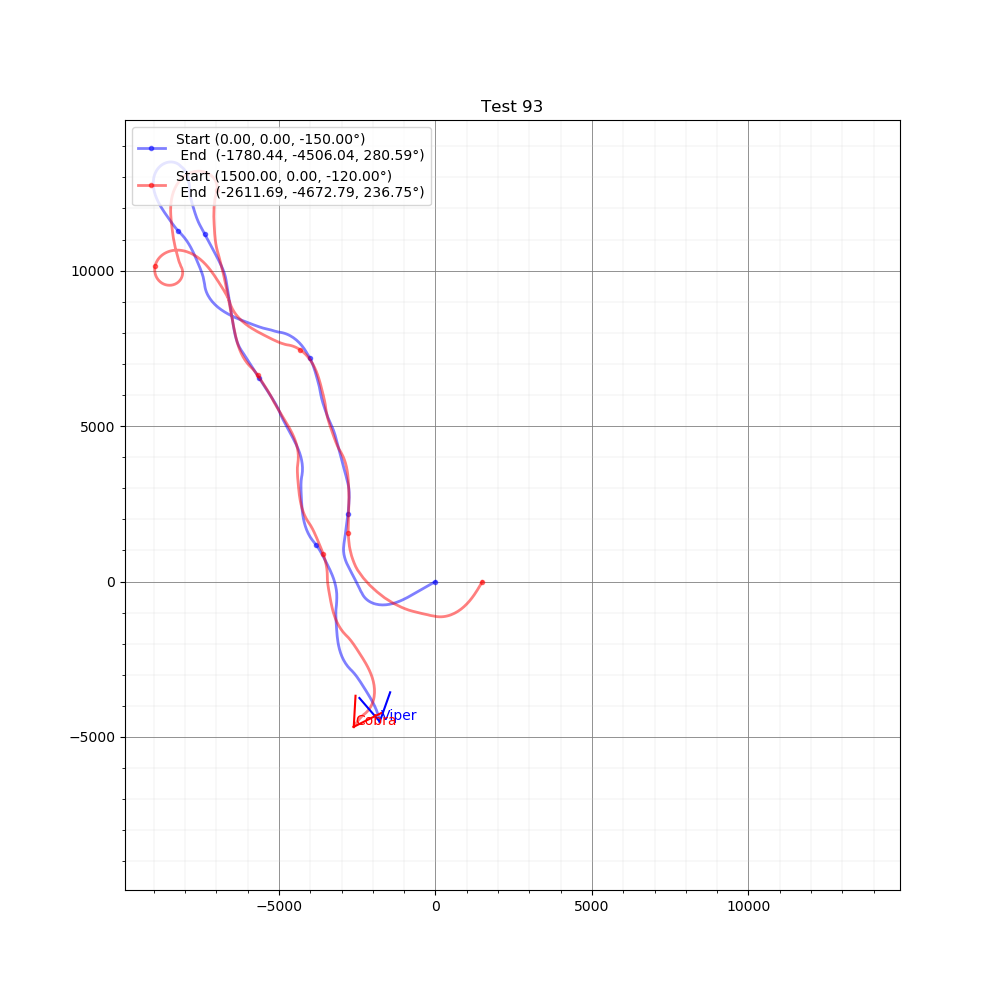 Test 93
Start (0.00, 0.00, -150.00°)
End  (-1780.44, -4506.04, 280.59°)
Start (1500.00, 0.00, -120.00°)
End  (-2611.69, -4672.79, 236.75°)
10000
5000
0
−5000
Viper
Cobra
−5000
0
5000
10000